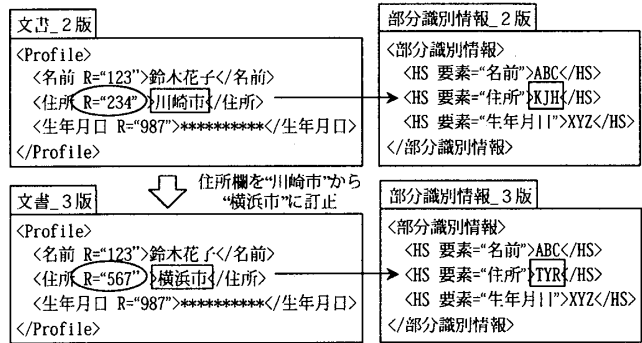 文書_2版
<Profile>
<名前 R=“123”>鈴木花子</名前>
<住所 R=“234”>川崎市</住所>
<生年月日 R=“987”>**********</生年月日>
</Profile>
部分識別情報_2版
<部分識別情報>
<HS 要素=“名前”>ABC</HS>
<HS 要素=“住所”>KJH</HS>
<HS 要素=“生年月日”>XYZ</HS>
</部分識別情報>
住所欄を“川崎市”から
“横浜市”に訂正
文書_3版
<Profile>
<名前 R=“123”>鈴木花子</名前>
<住所 R=“567”>横浜市</住所>
<生年月日 R=“987”>**********</生年月日>
</Profile>
部分識別情報_3版
<部分識別情報>
<HS 要素=“名前”>ABC</HS>
<HS 要素=“住所”>TYR</HS>
<HS 要素=“生年月日”>XYZ</HS>
</部分識別情報>